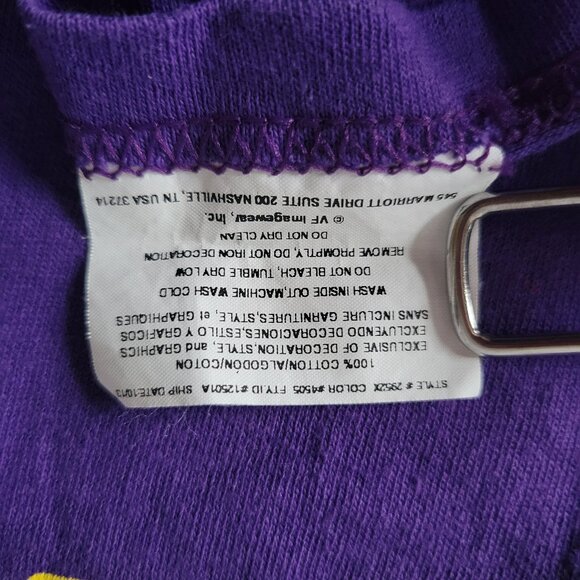 STYLE # 2952X COLOR #4505 FTY.ID #12501A SHIP DATE:10/13
100% COTTON/ALGODÓN/COTON
EXCLUSIVE OF DECORATION,STYLE, and GRAPHICS
EXCLUYENDO DECORACIONES,ESTILO Y GRAFICOS
SANS INCLURE GARNITURES,STYLE, et GRAPHIQUES
WASH INSIDE OUT,MACHINE WASH COLD
DO NOT BLEACH, TUMBLE DRY LOW
REMOVE PROMPTLY, DO NOT IRON DECORATION
DO NOT DRY CLEAN
© VF Imagewear, Inc.
545 MARRIOTT DRIVE SUITE 200 NASHVILLE, TN USA 37214